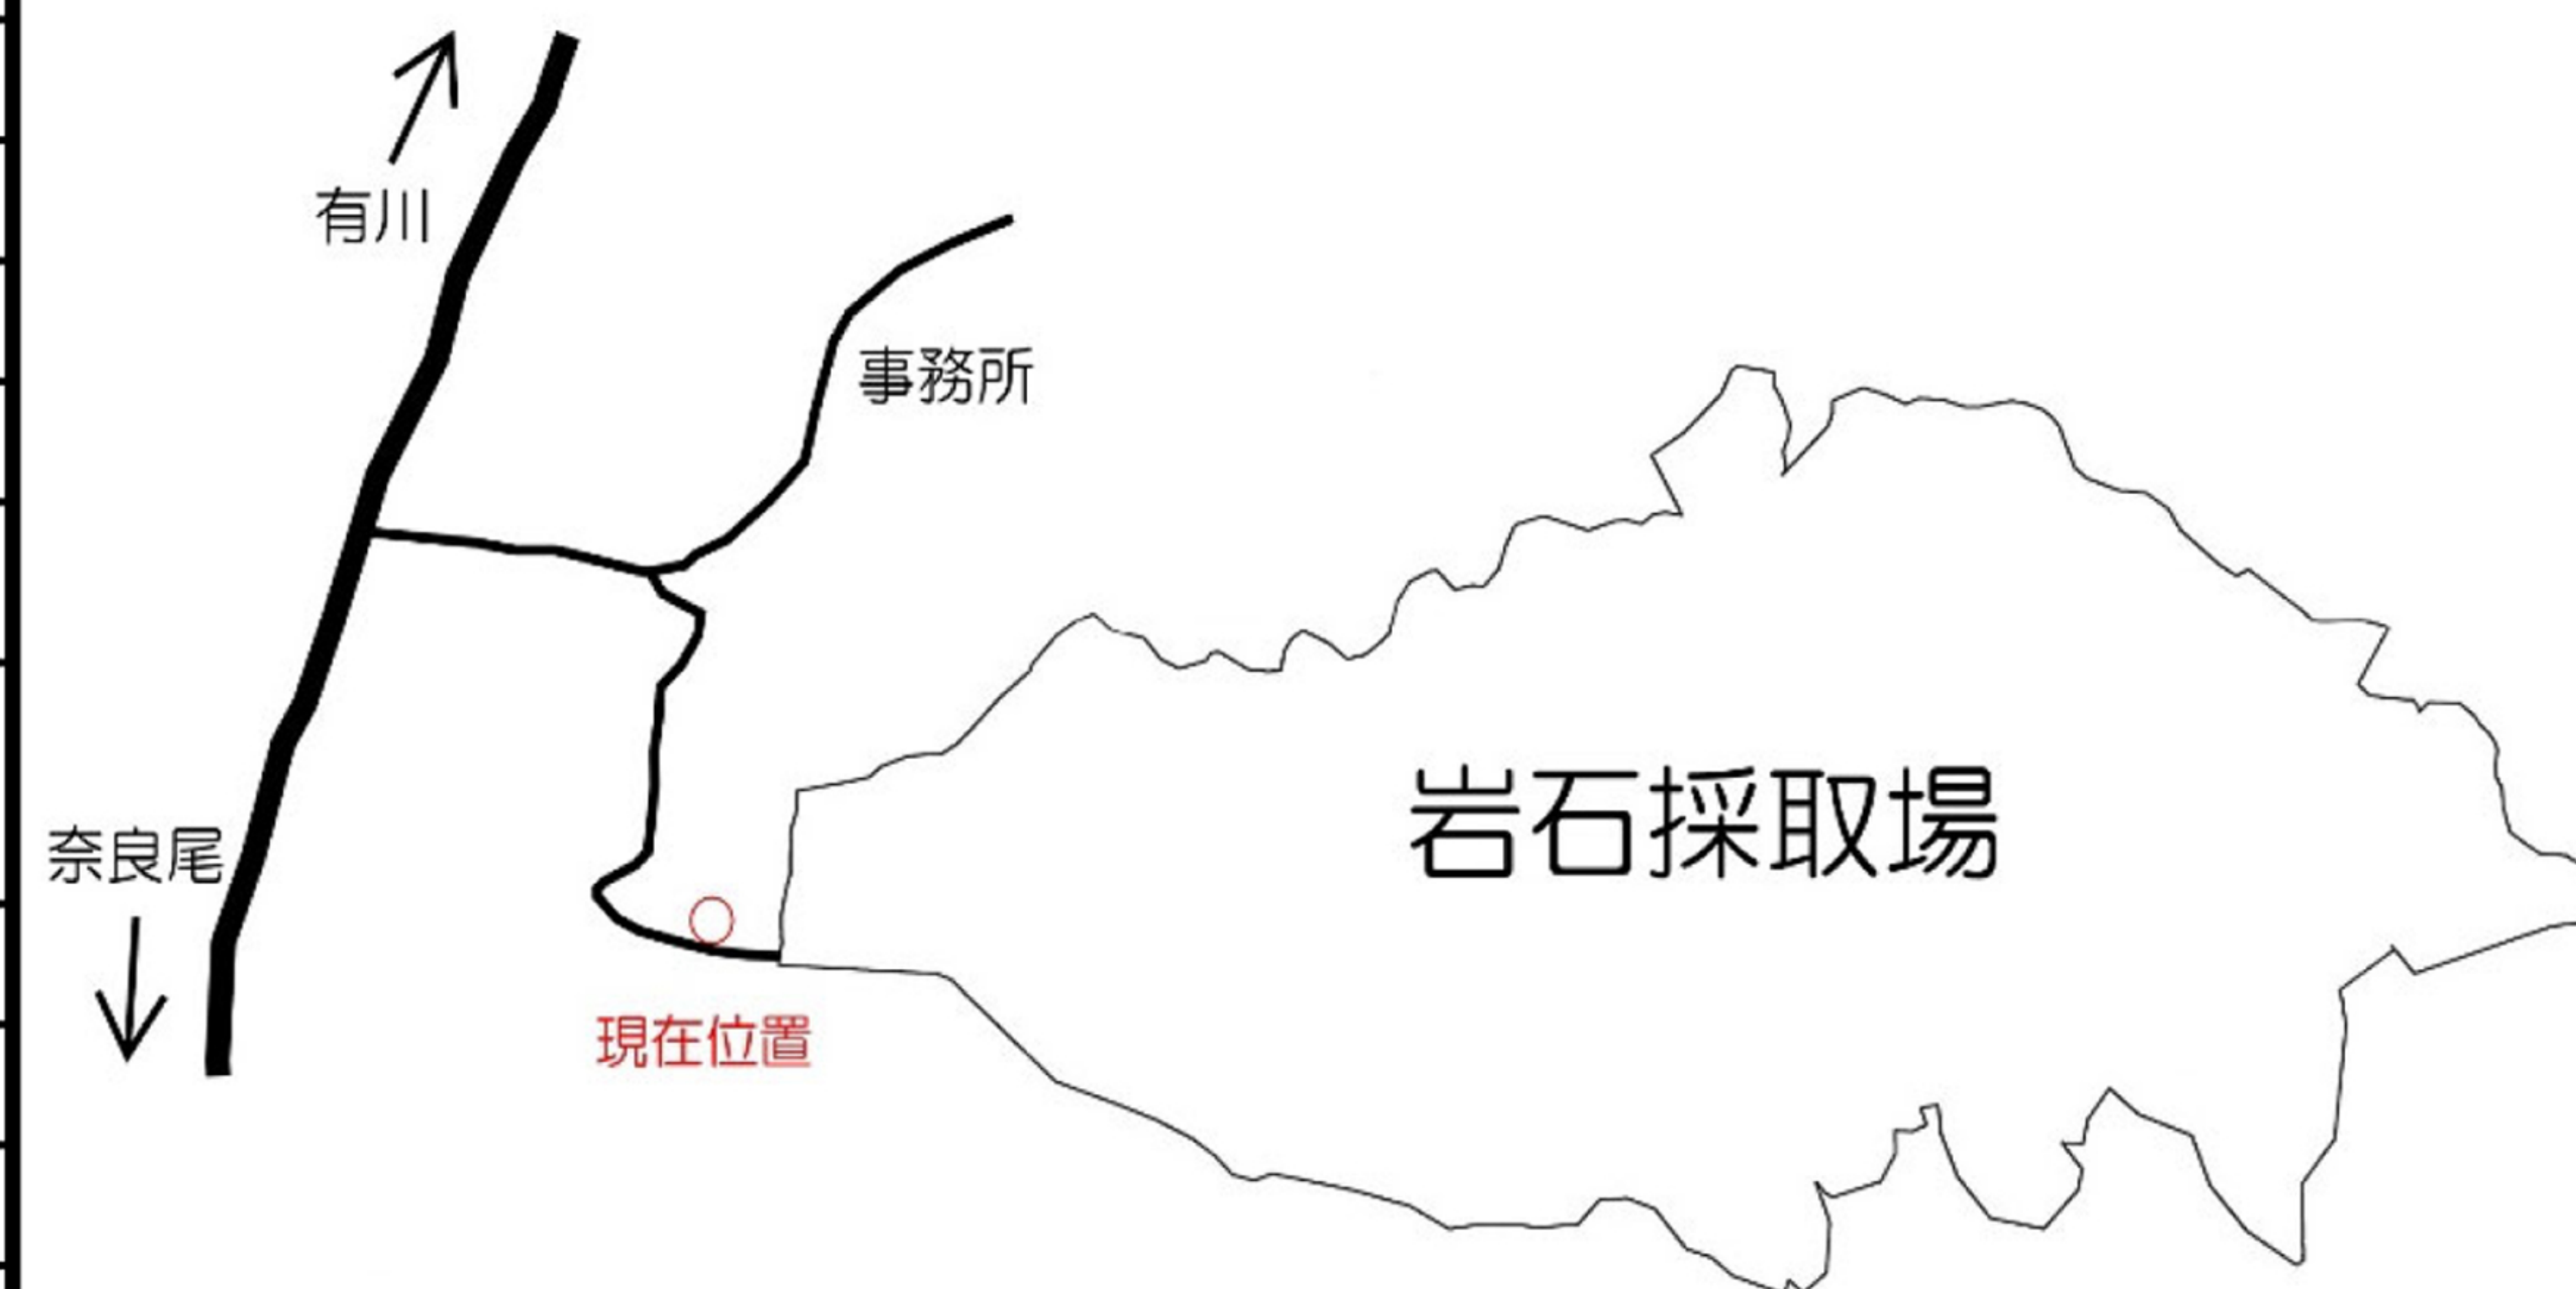 有川
事務所
岩石採取場
奈良尾
現在位置